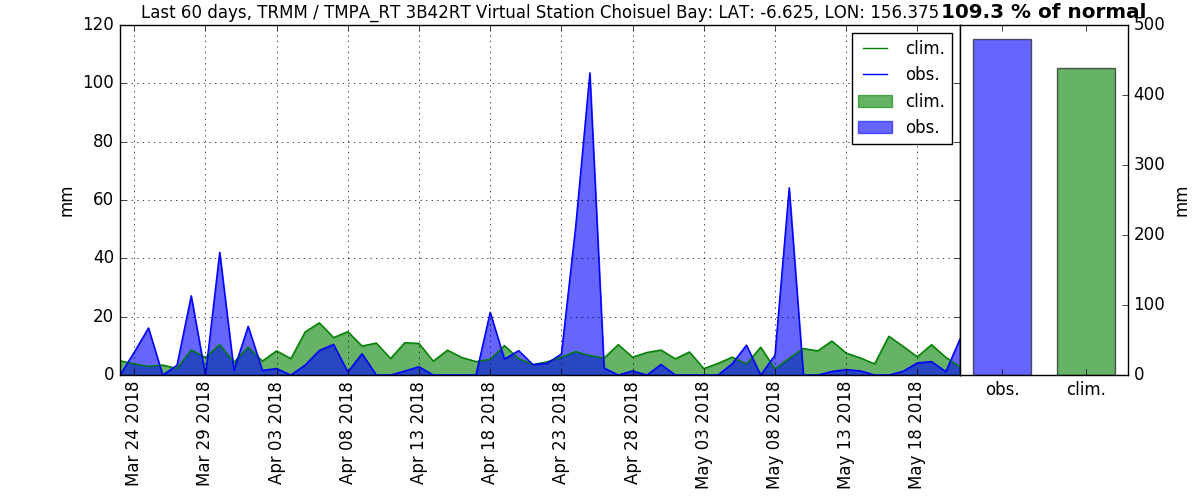 Last 60 days, TRMM / TMPA_RT 3B42RT Virtual Station Choisuel Bay: LAT: -6.625, LON: 156.375
109.3 % of normal
120
100
80
60
40
20
0
mm
clim.
obs.
clim.
obs.
Mar 24 2018
Mar 29 2018
Apr 03 2018
Apr 08 2018
Apr 13 2018
Apr 18 2018
Apr 23 2018
Apr 28 2018
May 03 2018
May 08 2018
May 13 2018
May 18 2018
500
400
300
200
100
0
mm
obs.
clim.